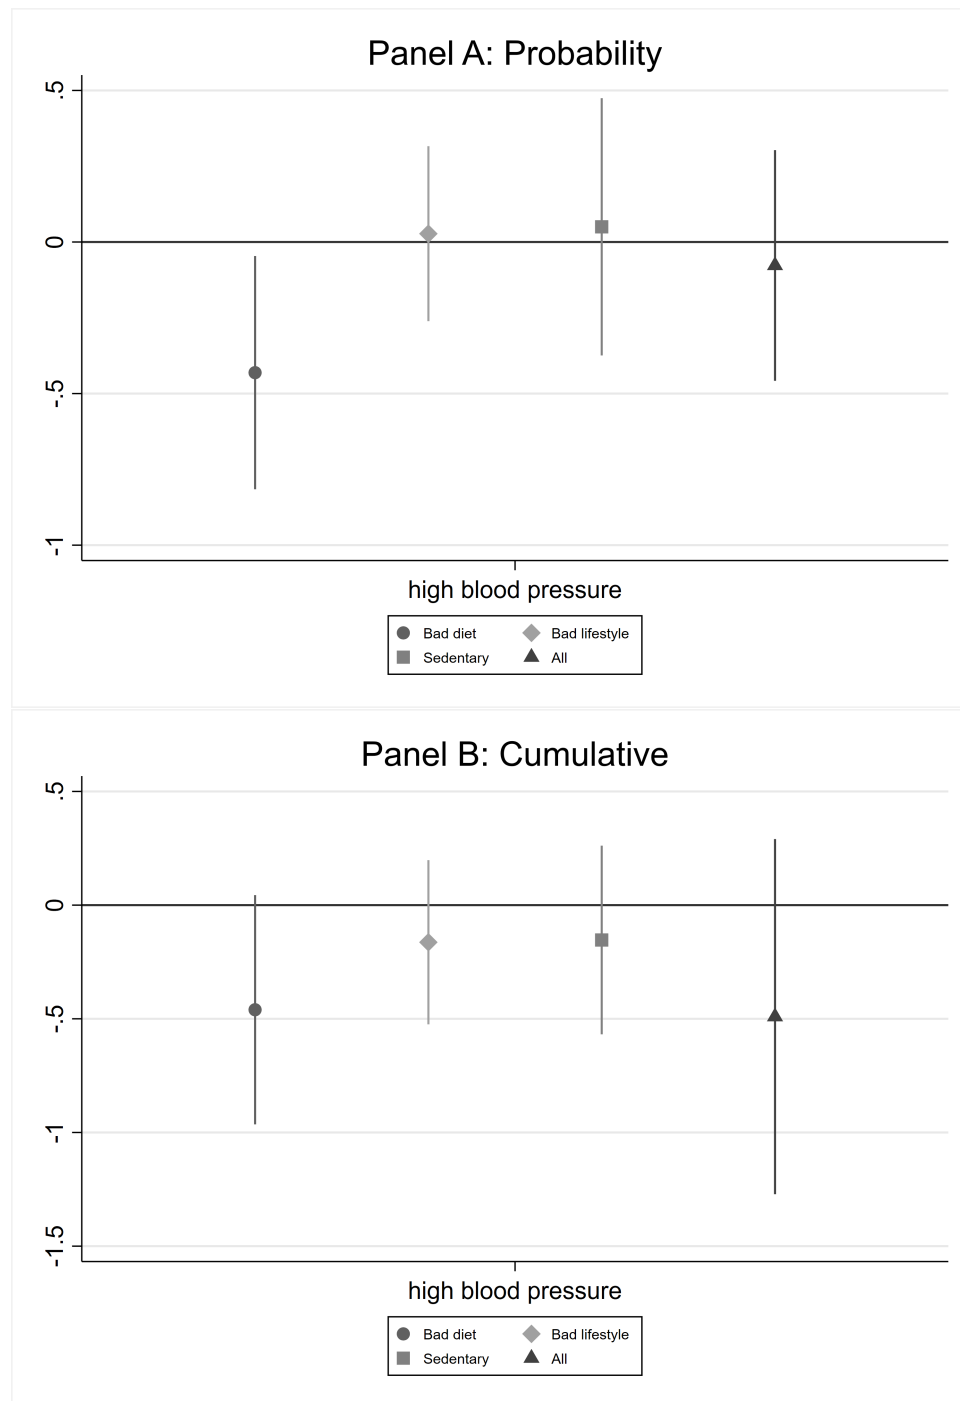 Panel A: Probability
.5
0
-.5
-1
high blood pressure
Bad diet
Bad lifestyle
Sedentary
All
Panel B: Cumulative
.5
0
-.5
-1
-1.5
high blood pressure
Bad diet
Bad lifestyle
Sedentary
All